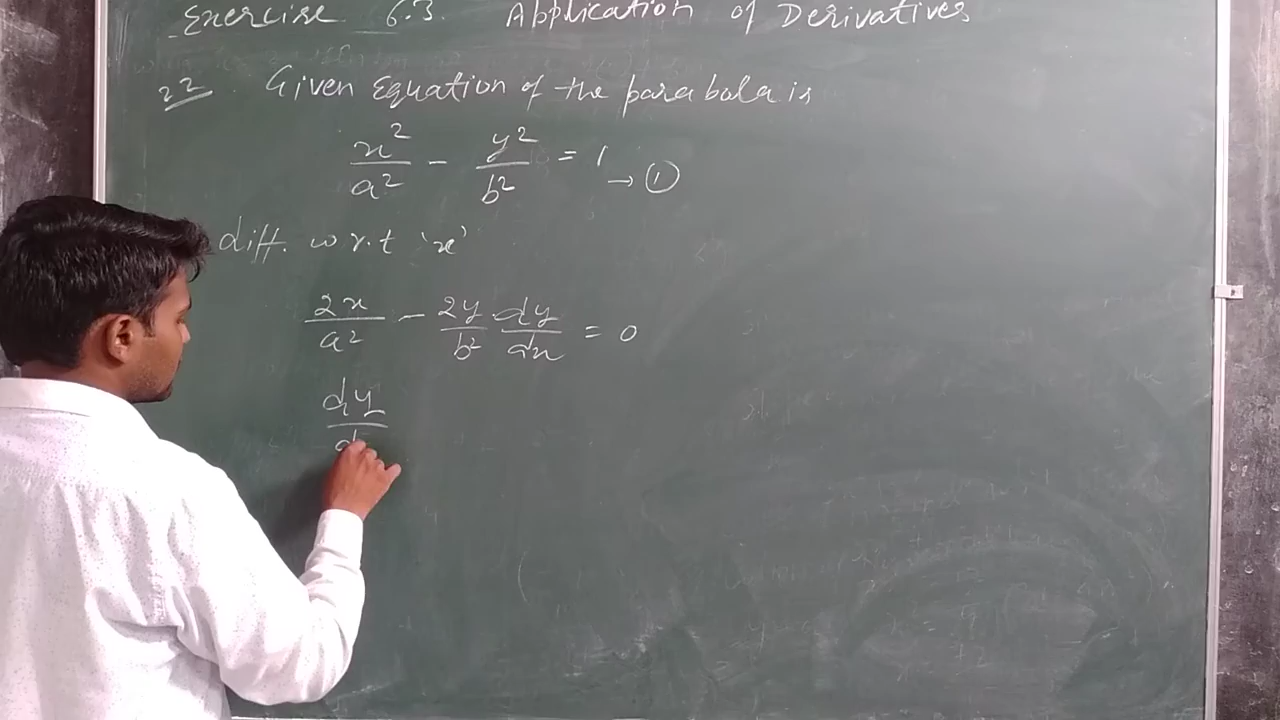 Exercise 6.3. Application of Derivatives
22. Given Equation of the parabola is
x²/a² - y²/b² = 1 → ①
diff. w r.t 'x'
2x/a² - 2y/b² . dy/dx = 0
dy/d